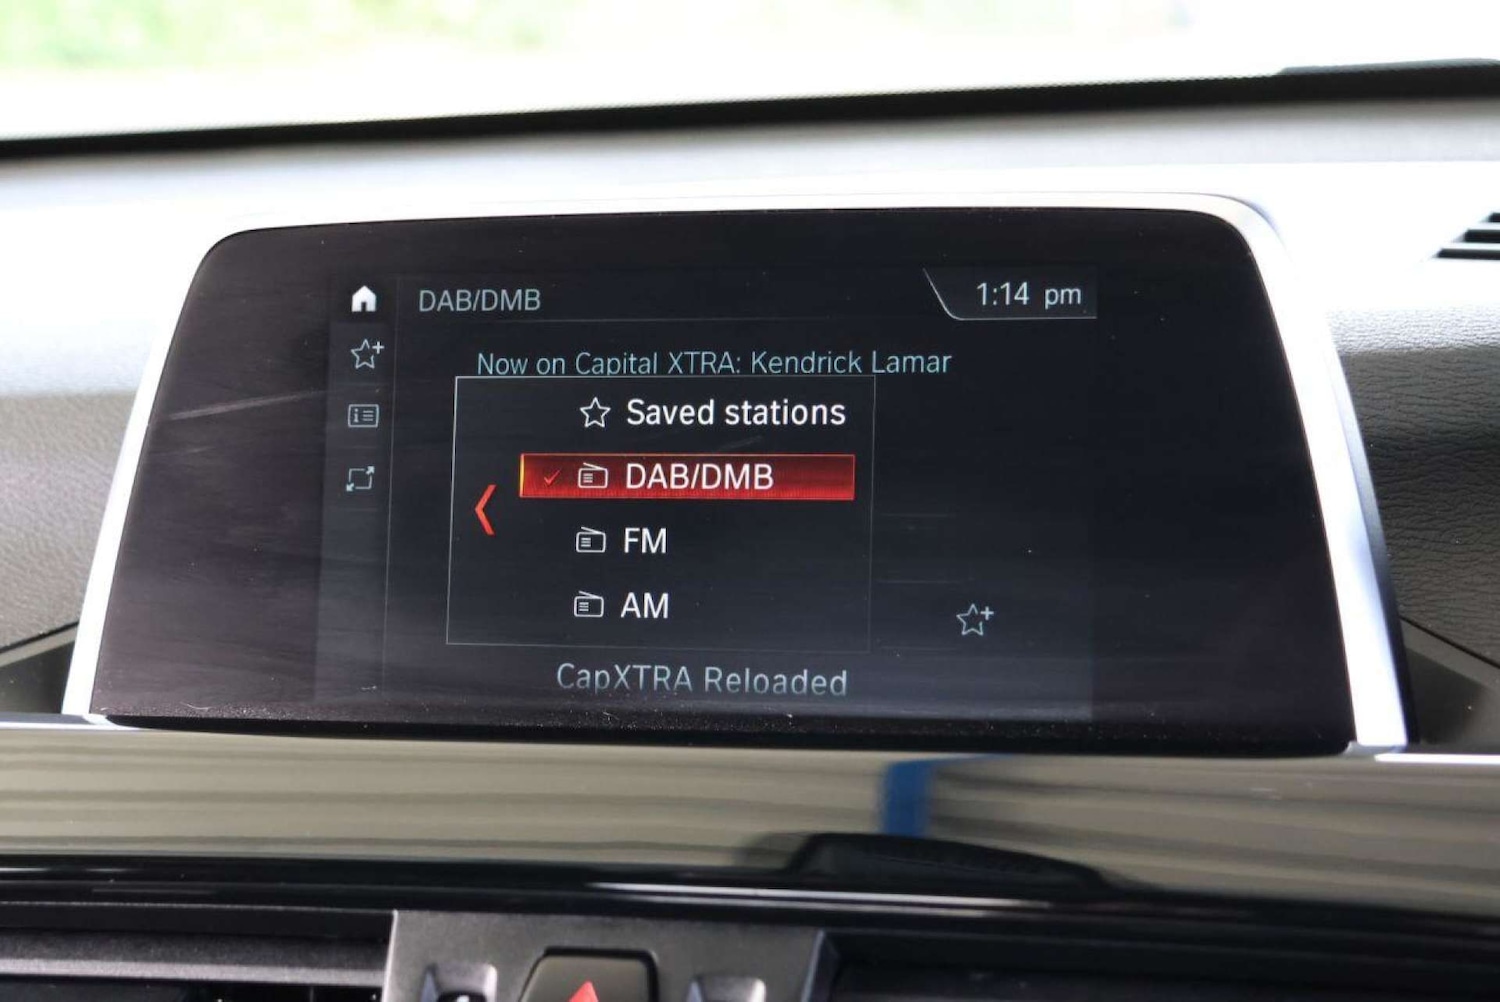 DAB/DMB
1:14 pm
Now on Capital XTRA: Kendrick Lamar
Saved stations
DAB/DMB
FM
AM
CapXTRA Reloaded